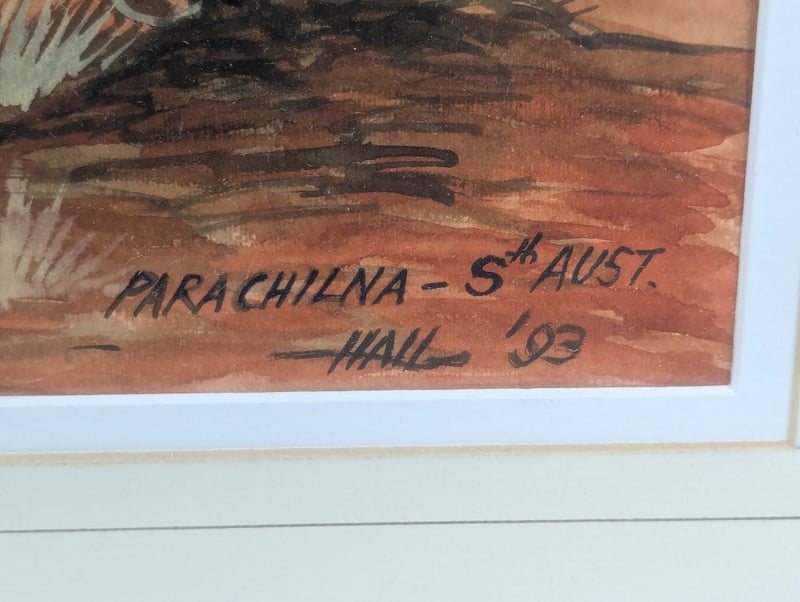 PARACHILNA - Sth AUST.
HALL '93